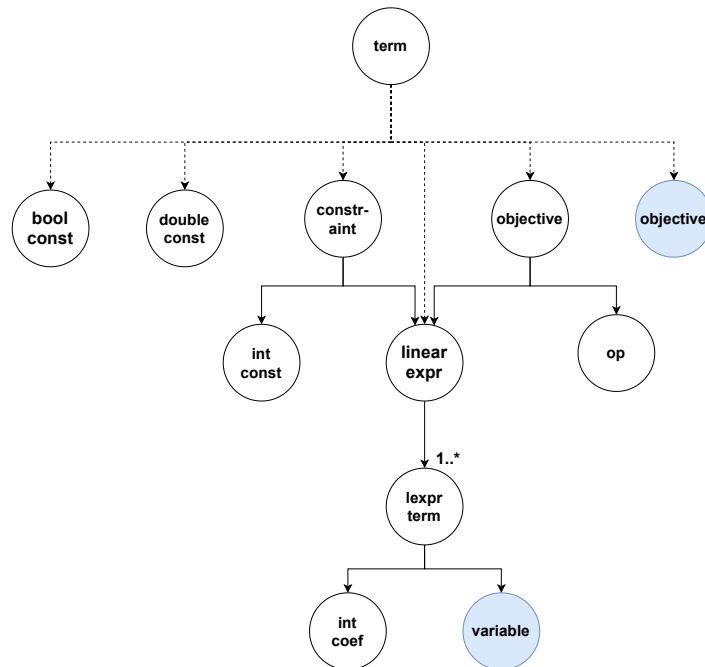 term
bool
const
double
const
constr-
aint
objective
objective
int
const
linear
expr
op
1..*
lexpr
term
int
coef
variable